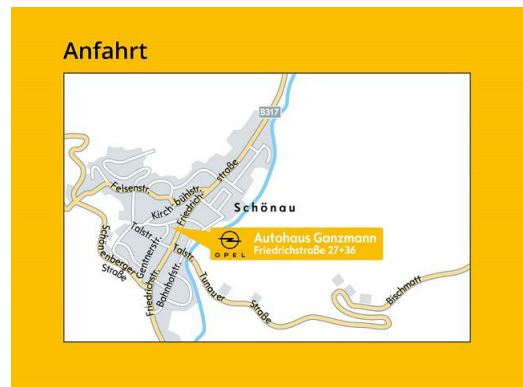 Anfahrt
B317
Felsenstr.
Kirch-bühlstr.
Friedrich-
straße
Schönau
Talstr.
Gentnerstr.
OPEL
Autohaus Ganzmann
Friedrichstraße 27+36
Schönenberger
Straße
Friedrichstr.
Bahnhofstr.
Talstr.
Tunauer
Straße
Bischmatt